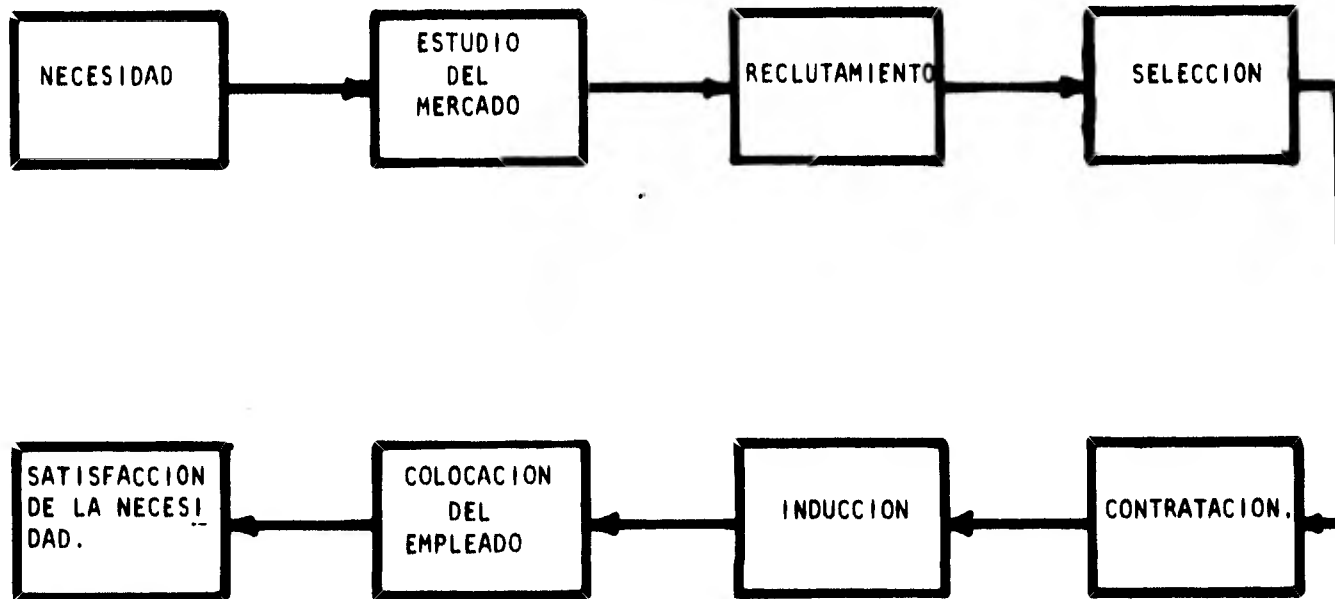 NECESIDAD
ESTUDIO
DEL
MERCADO
RECLUTAMIENTO
SELECCION
CONTRATACION.
INDUCCION
COLOCACION
DEL
EMPLEADO
SATISFACCION
DE LA NECESI
DAD.